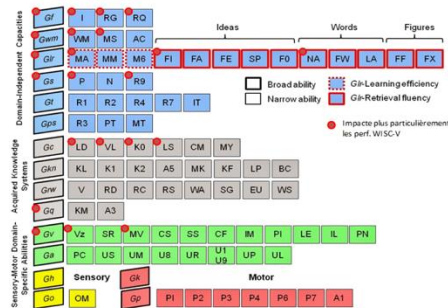 Ideas Words Figures
Domain-Independent Capacities
Gf I RG RQ
Gwm WM MS AC
Glr MA MM M6 FI FA FE SP F0 NA FW LA FF FX
Gs P N R9
Gt R1 R2 R4 R7 IT
Gps R3 PT MT
Broad ability
Narrow ability
Glr-Learning efficiency
Glr-Retrieval fluency
Impacte plus particulièrement
les perf. WISC-V
Acquired Knowledge Systems
Gc LD VL K0 LS CM MY
Gkn KL K1 K2 A5 MK KF LP BC
Grw V RD RC RS WA SG EU WS
Gq KM A3
Sensory-Motor Domain-Specific Abilities
Gv Vz SR MV CS SS CF IM PI LE IL PN
Ga PC US UM U8 UR U1 U9 UP UL
Gh Sensory Gk Motor
Go OM Gp PI P2 P3 P4 P6 P7 A1